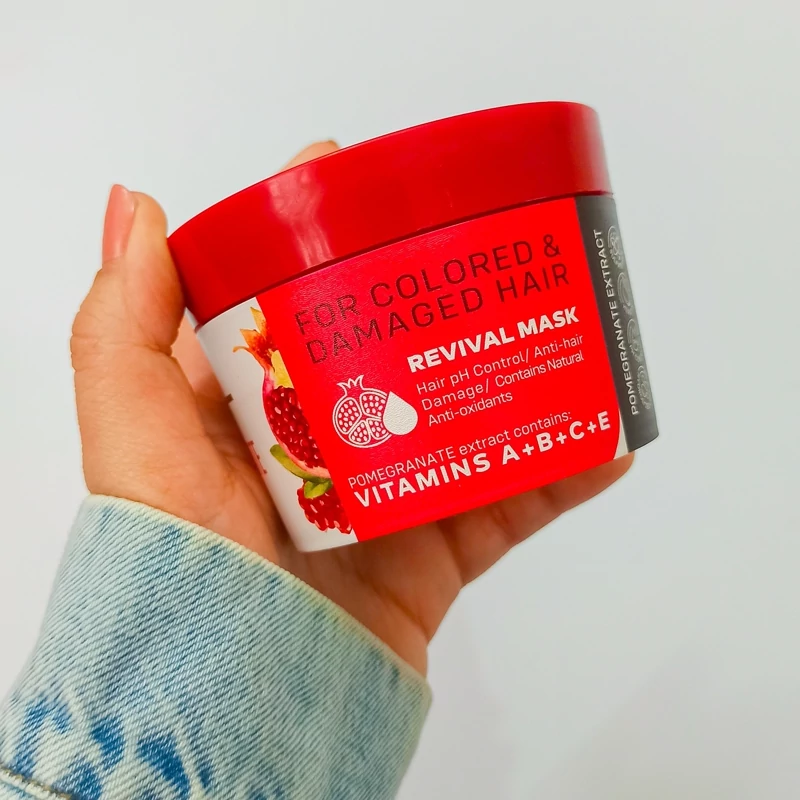 FOR COLORED &
DAMAGED HAIR
REVIVAL MASK
Hair pH Control/ Anti-hair
Damage/ Contains Natural
Anti-oxidants
POMEGRANATE extract contains:
VITAMINS A+B+C+E
POMEGRANATE EXTRACT